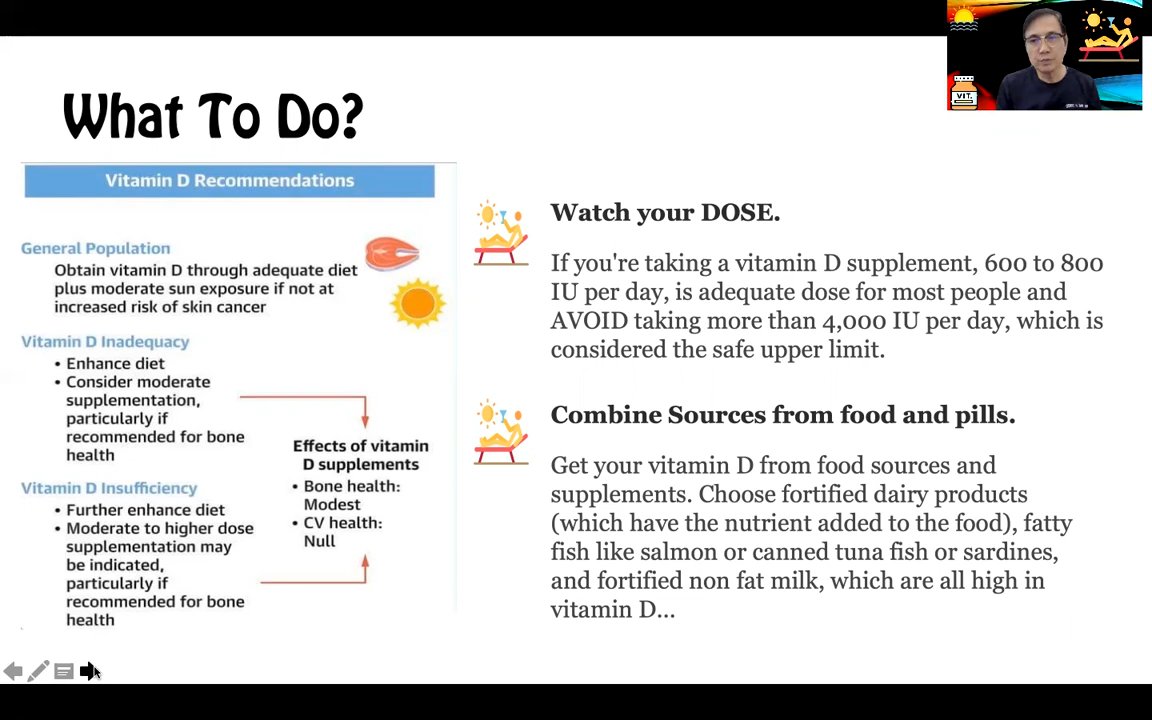 What To Do?
Vitamin D Recommendations
General Population
Obtain vitamin D through adequate diet
plus moderate sun exposure if not at
increased risk of skin cancer
Vitamin D Inadequacy
• Enhance diet
• Consider moderate
supplementation,
particularly if
recommended for bone
health
Vitamin D Insufficiency
• Further enhance diet
• Moderate to higher dose
supplementation may
be indicated,
particularly if
recommended for bone
health
Effects of vitamin
D supplements
• Bone health:
Modest
• CV health:
Null
Watch your DOSE.
If you're taking a vitamin D supplement, 600 to 800
IU per day, is adequate dose for most people and
AVOID taking more than 4,000 IU per day, which is
considered the safe upper limit.
Combine Sources from food and pills.
Get your vitamin D from food sources and
supplements. Choose fortified dairy products
(which have the nutrient added to the food), fatty
fish like salmon or canned tuna fish or sardines,
and fortified non fat milk, which are all high in
vitamin D...
VIT.